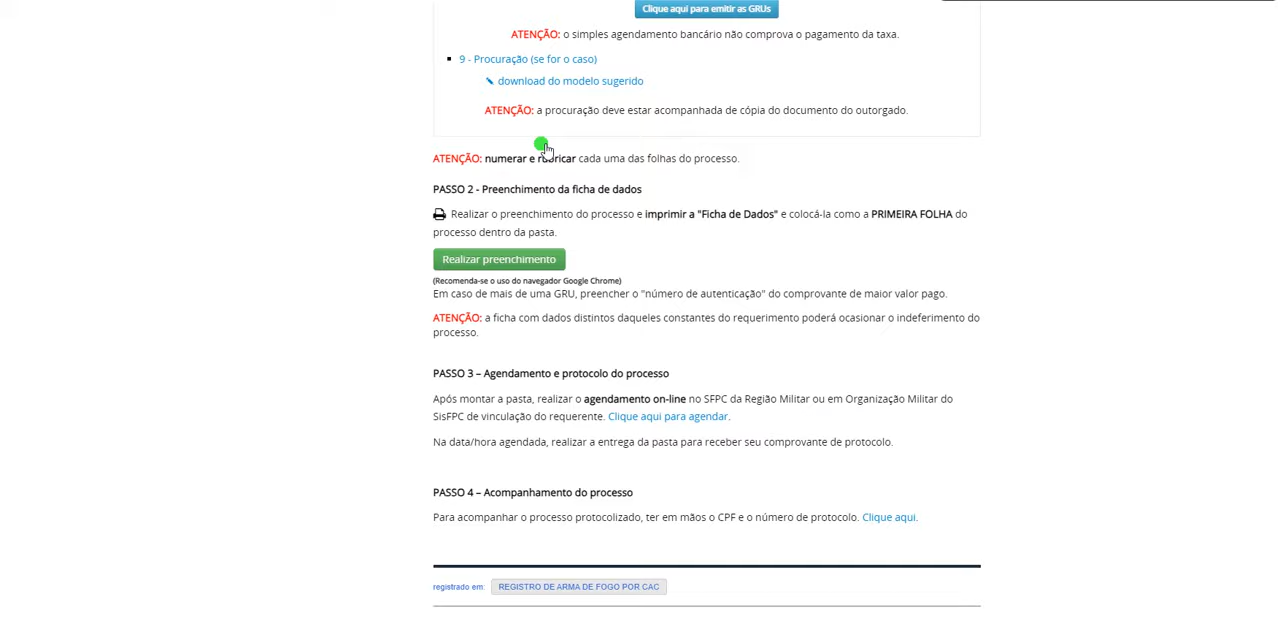 Clique aqui para emitir as GRUs
ATENÇÃO: o simples agendamento bancário não comprova o pagamento da taxa.
9 - Procuração (se for o caso)
download do modelo sugerido
ATENÇÃO: a procuração deve estar acompanhada de cópia do documento do outorgado.
ATENÇÃO: numerar e rubricar cada uma das folhas do processo.
PASSO 2 - Preenchimento da ficha de dados
Realizar o preenchimento do processo e imprimir a "Ficha de Dados" e colocá-la como a PRIMEIRA FOLHA do
processo dentro da pasta.
Realizar preenchimento
(Recomenda-se o uso do navegador Google Chrome)
Em caso de mais de uma GRU, preencher o "número de autenticação" do comprovante de maior valor pago.
ATENÇÃO: a ficha com dados distintos daqueles constantes do requerimento poderá ocasionar o indeferimento do
processo.
PASSO 3 – Agendamento e protocolo do processo
Após montar a pasta, realizar o agendamento on-line no SFPC da Região Militar ou em Organização Militar do
SisFPC de vinculação do requerente. Clique aqui para agendar.
Na data/hora agendada, realizar a entrega da pasta para receber seu comprovante de protocolo.
PASSO 4 – Acompanhamento do processo
Para acompanhar o processo protocolizado, ter em mãos o CPF e o número de protocolo. Clique aqui.
registrado em: REGISTRO DE ARMA DE FOGO POR CAC